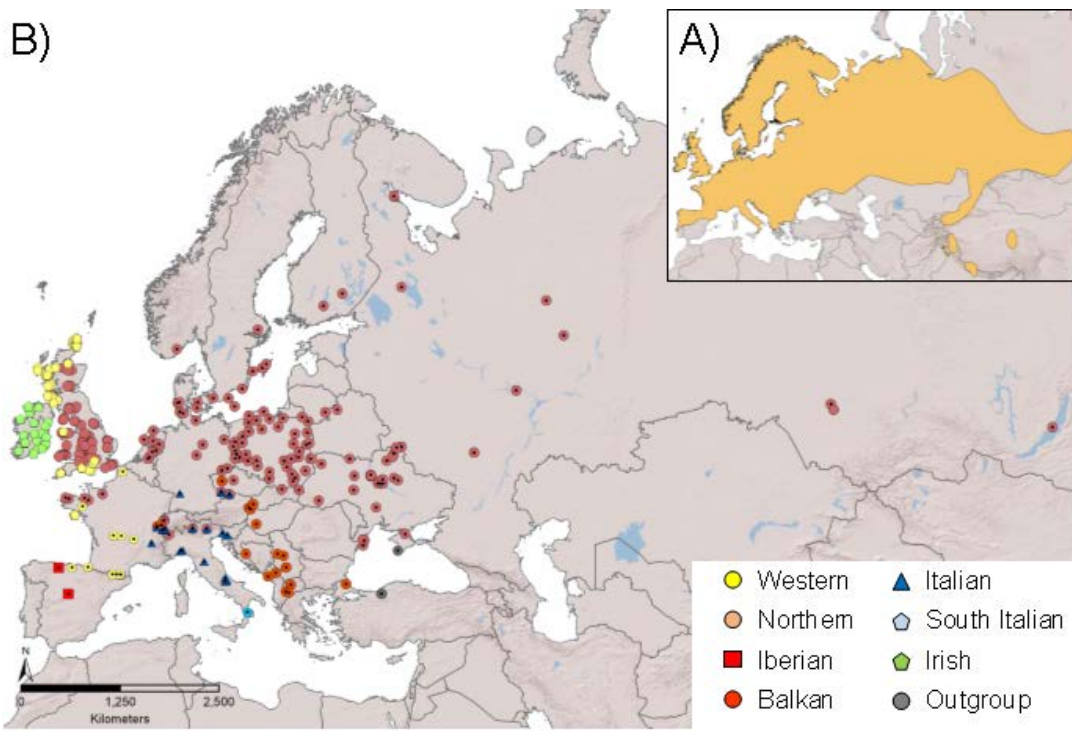 B)
A)
N
0 1,250 2,500
Kilometers
Western
Northern
Iberian
Balkan
Italian
South Italian
Irish
Outgroup